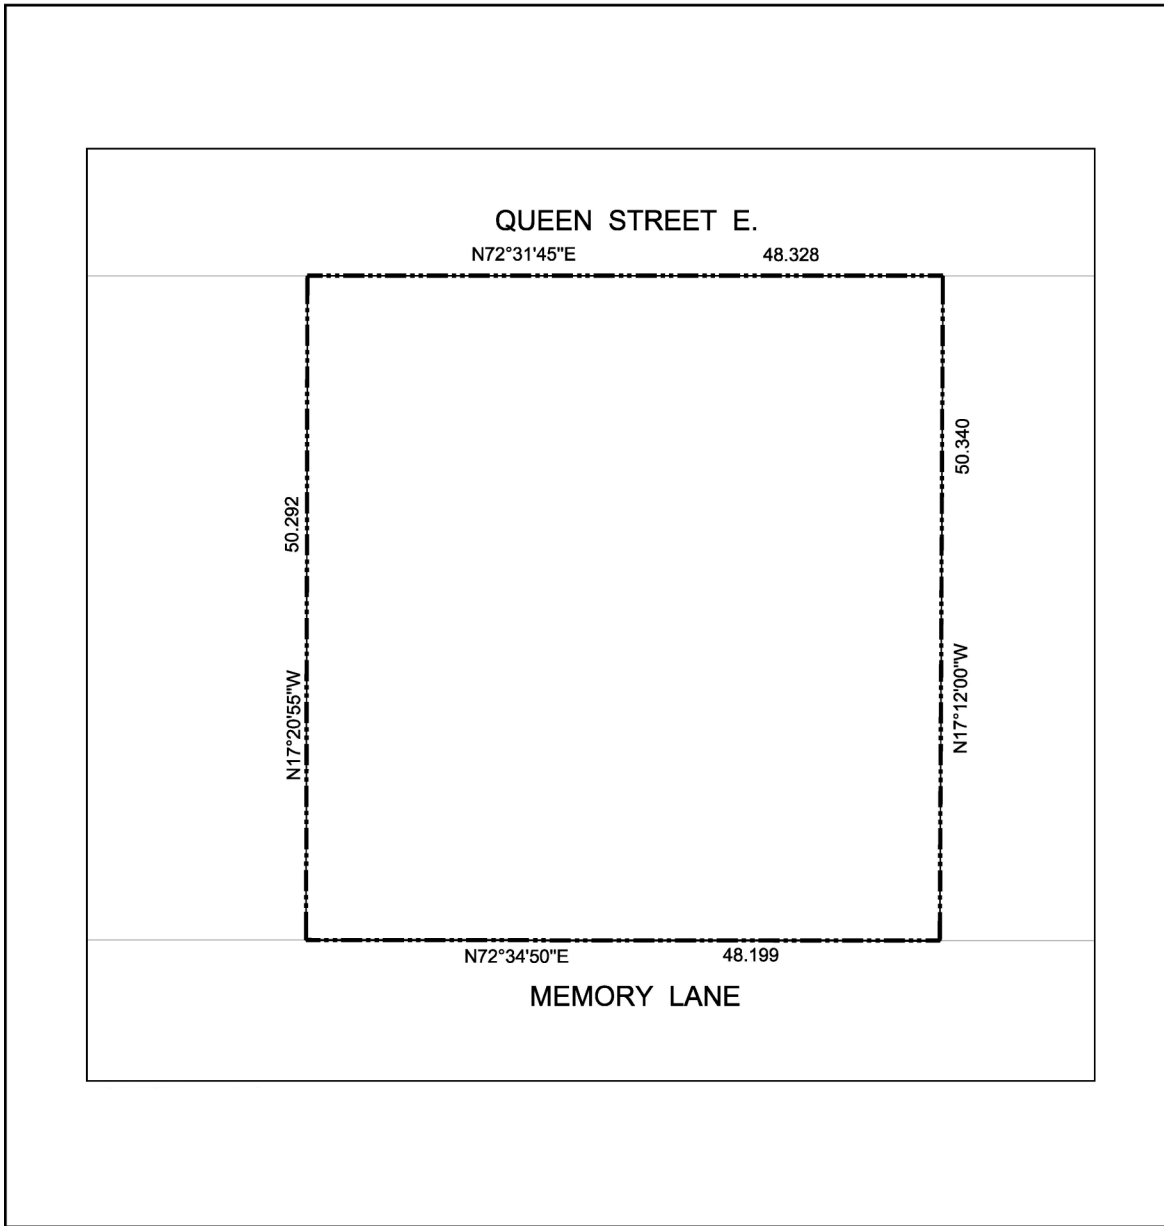 QUEEN STREET E.
N72°31'45"E 48.328
50.292
N17°20'55"W
50.340
N17°12'00"W
N72°34'50"E 48.199
MEMORY LANE